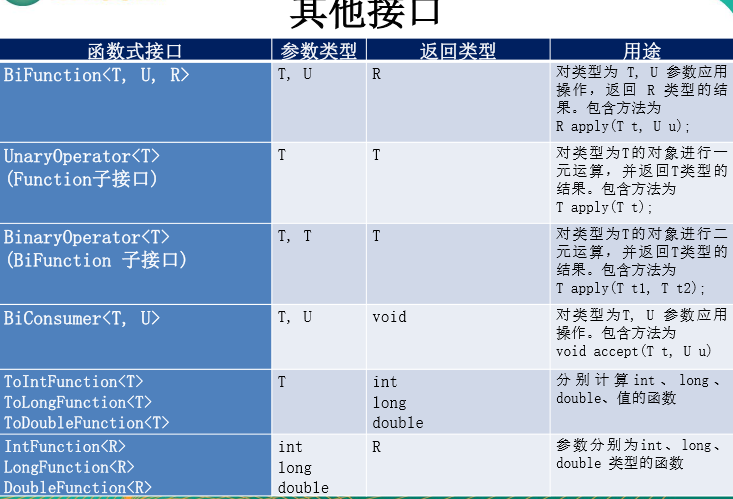 其他接口
函数式接口 参数类型 返回类型 用途
BiFunction<T, U, R> T, U R 对类型为 T, U 参数应用
操作，返回 R 类型的结
果。包含方法为
R apply(T t, U u);
UnaryOperator<T>
(Function子接口) T T 对类型为T的对象进行一
元运算，并返回T类型的
结果。包含方法为
T apply(T t);
BinaryOperator<T>
(BiFunction 子接口) T, T T 对类型为T的对象进行二
元运算，并返回T类型的
结果。包含方法为
T apply(T t1, T t2);
BiConsumer<T, U> T, U void 对类型为T, U 参数应用
操作。包含方法为
void accept(T t, U u)
ToIntFunction<T> T int 分别计算int、long、
ToLongFunction<T> long double、值的函数
ToDoubleFunction<T> double
IntFunction<R> int R 参数分别为int、long、
LongFunction<R> long double 类型的函数
DoubleFunction<R> double